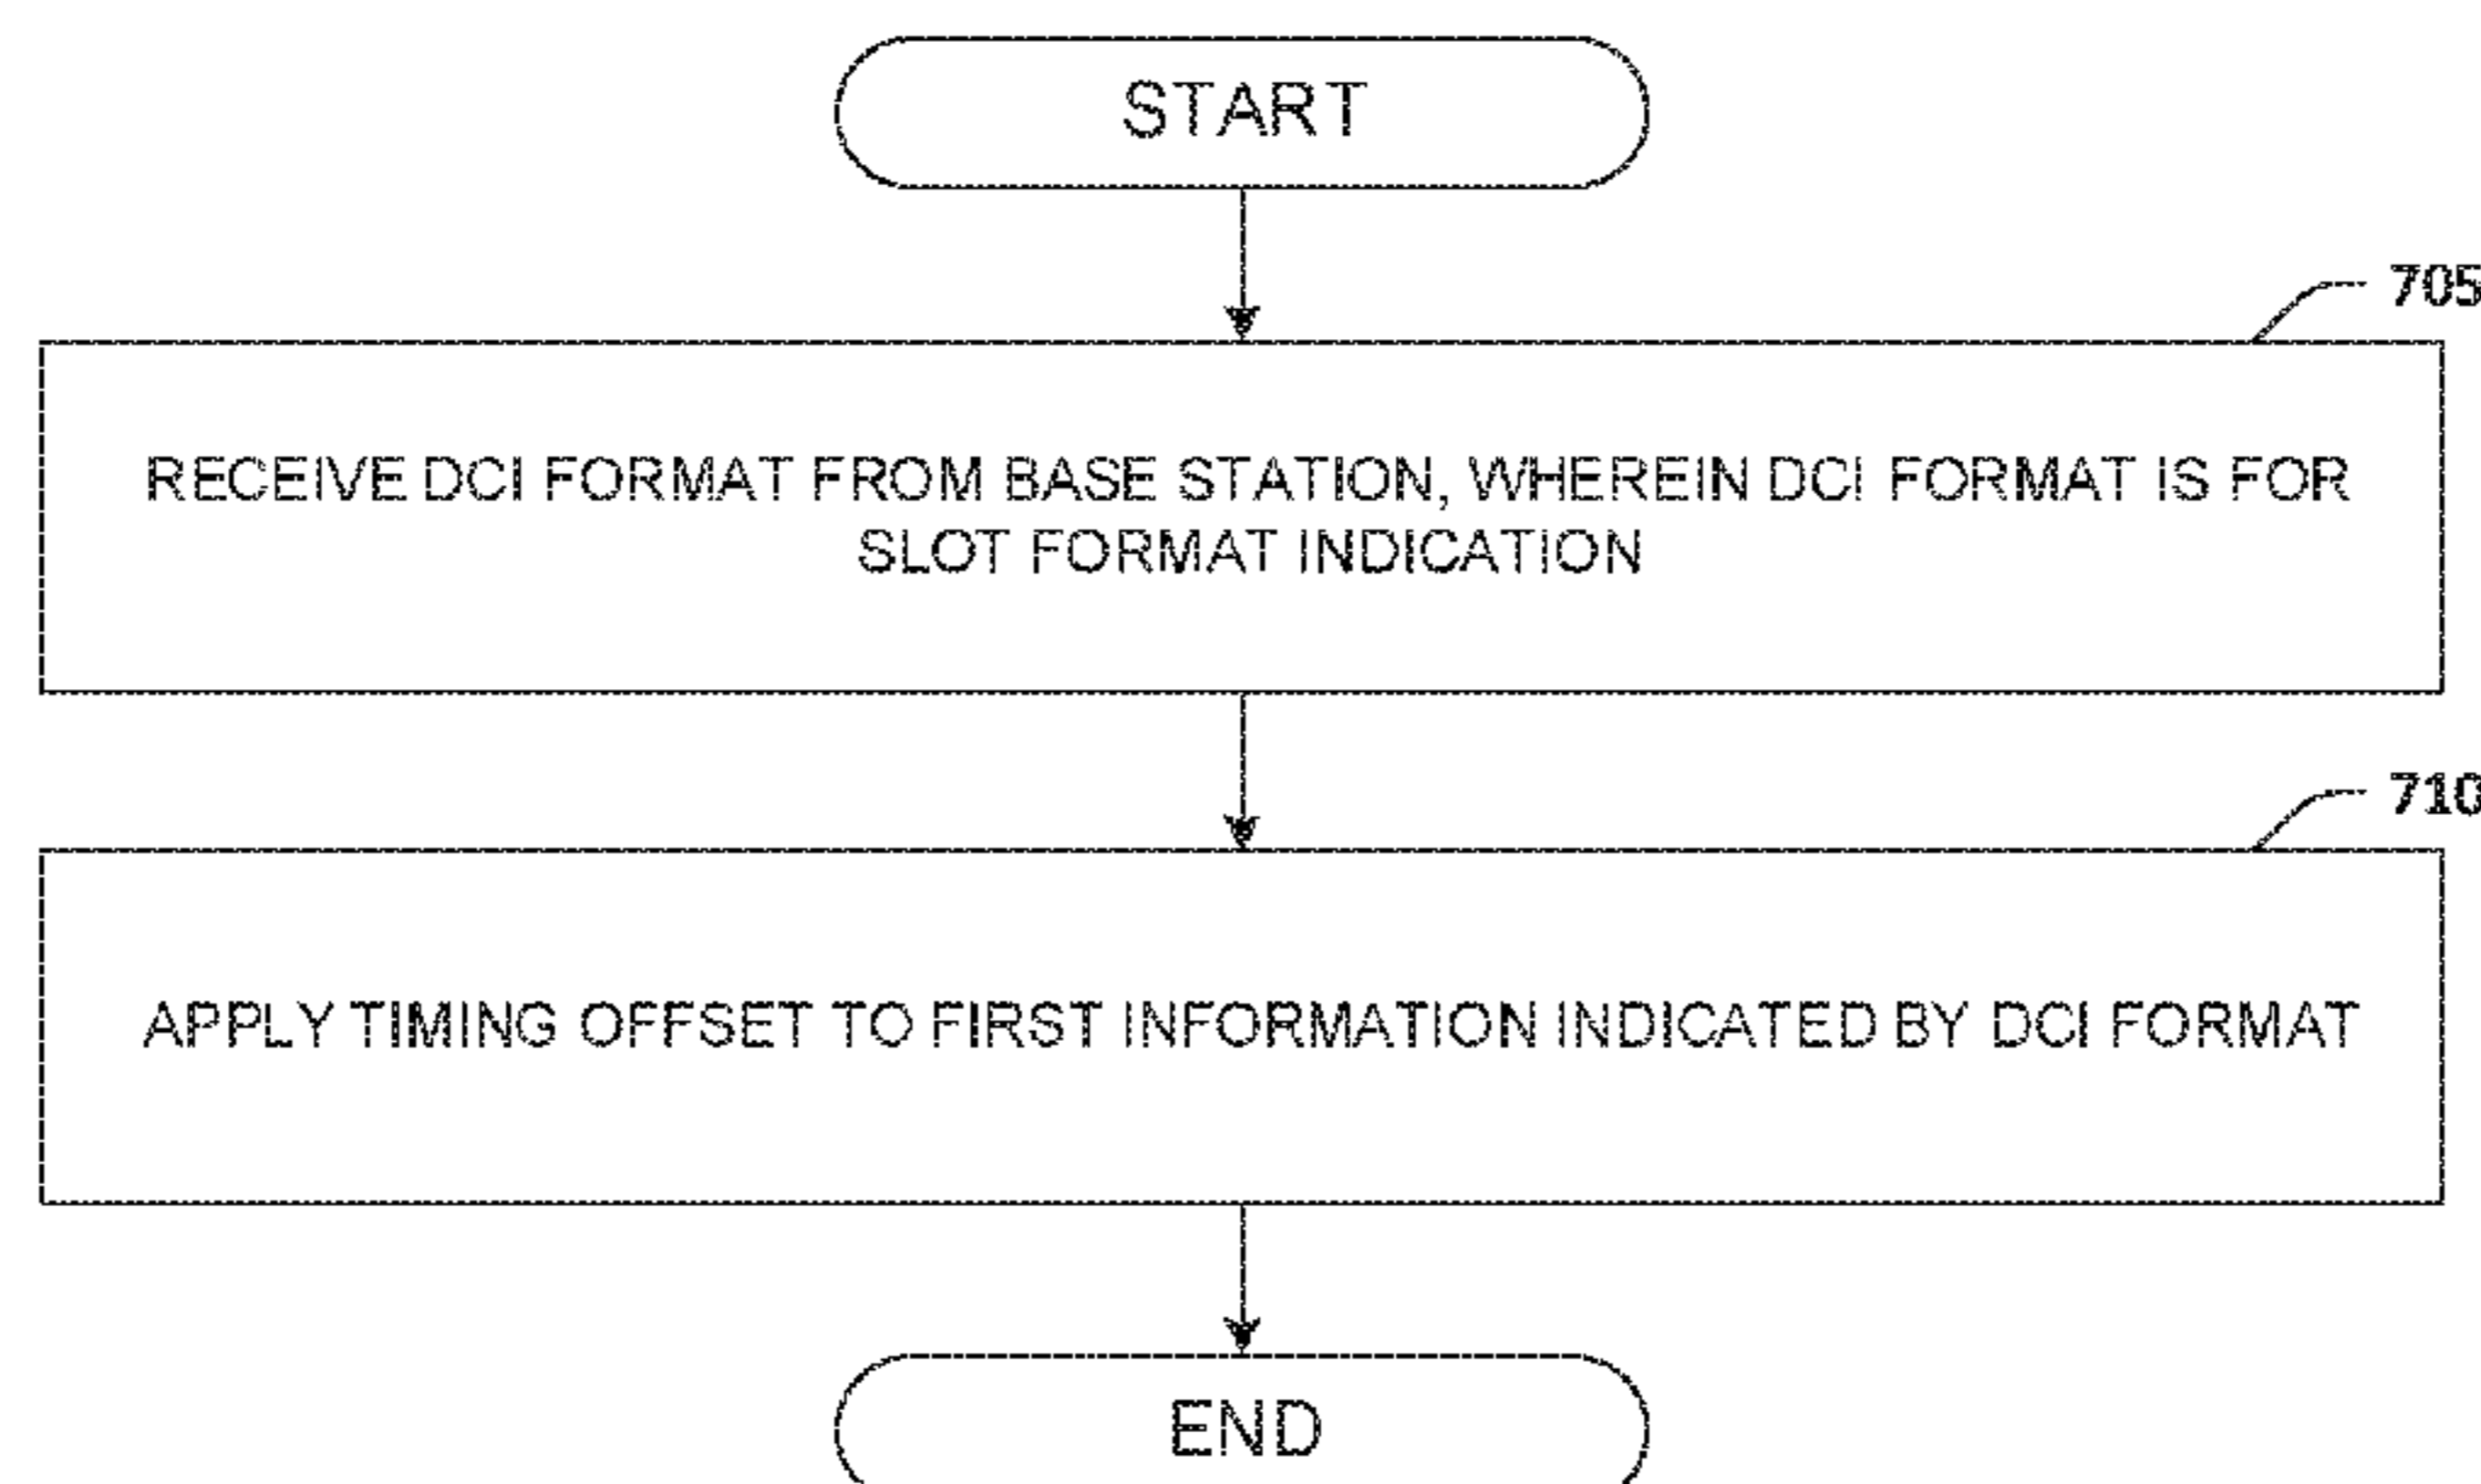 START
705
RECEIVE DCI FORMAT FROM BASE STATION, WHEREIN DCI FORMAT IS FOR
SLOT FORMAT INDICATION
710
APPLY TIMING OFFSET TO FIRST INFORMATION INDICATED BY DCI FORMAT
END